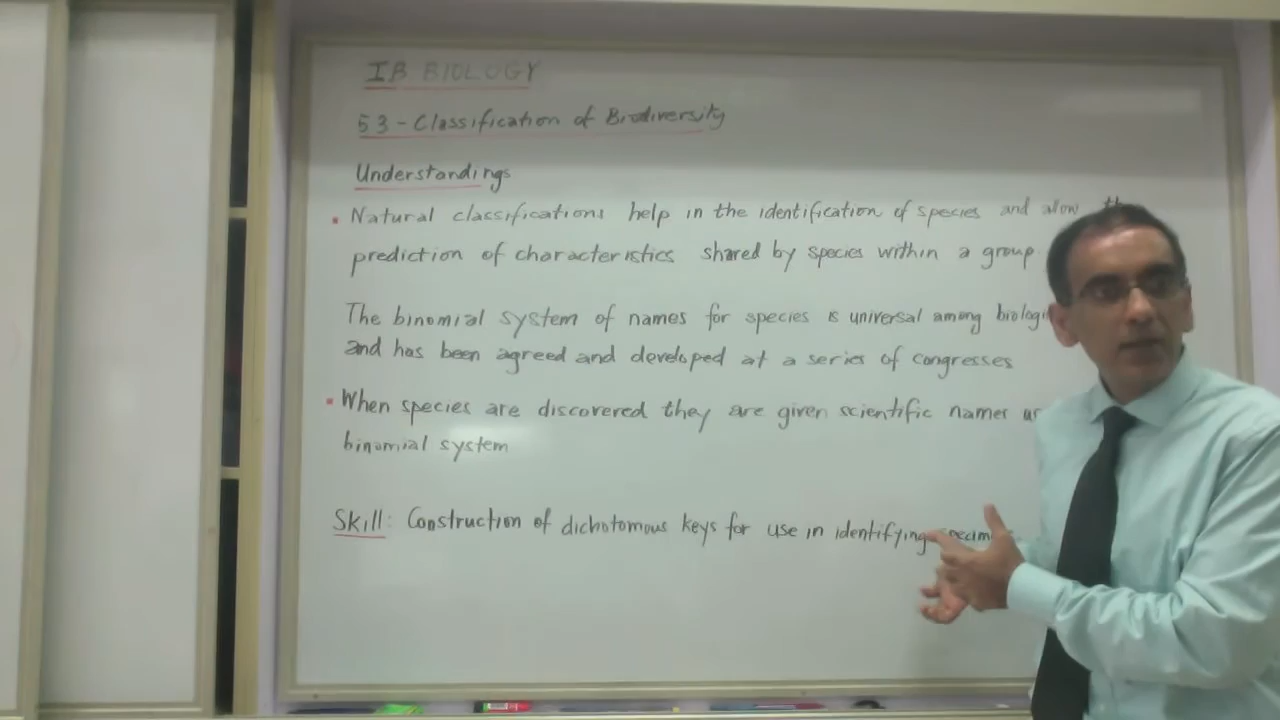 IB BIOLOGY
53 - Classification of Biodiversity
Understandings
• Natural classifications help in the identification of species and allow the
prediction of characteristics shared by species within a group
The binomial system of names for species is universal among
and has been agreed and developed at a series of congresses
• When species are discovered they are given scientific names
binomial system
Skill: Construction of dichotomous keys for use in identifying